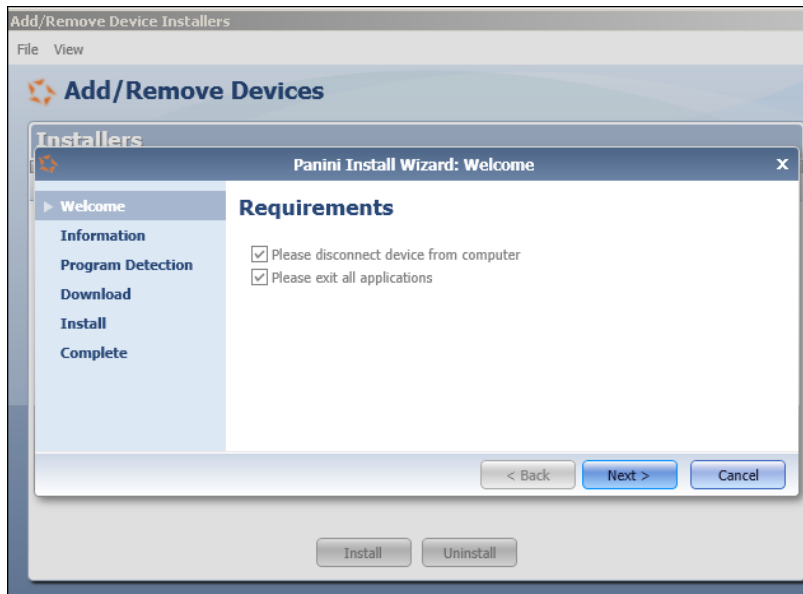 Add/Remove Device Installers
File View
Add/Remove Devices
Installers
Panini Install Wizard: Welcome x
Welcome
Information
Program Detection
Download
Install
Complete
Requirements
Please disconnect device from computer
Please exit all applications
< Back Next > Cancel
Install Uninstall